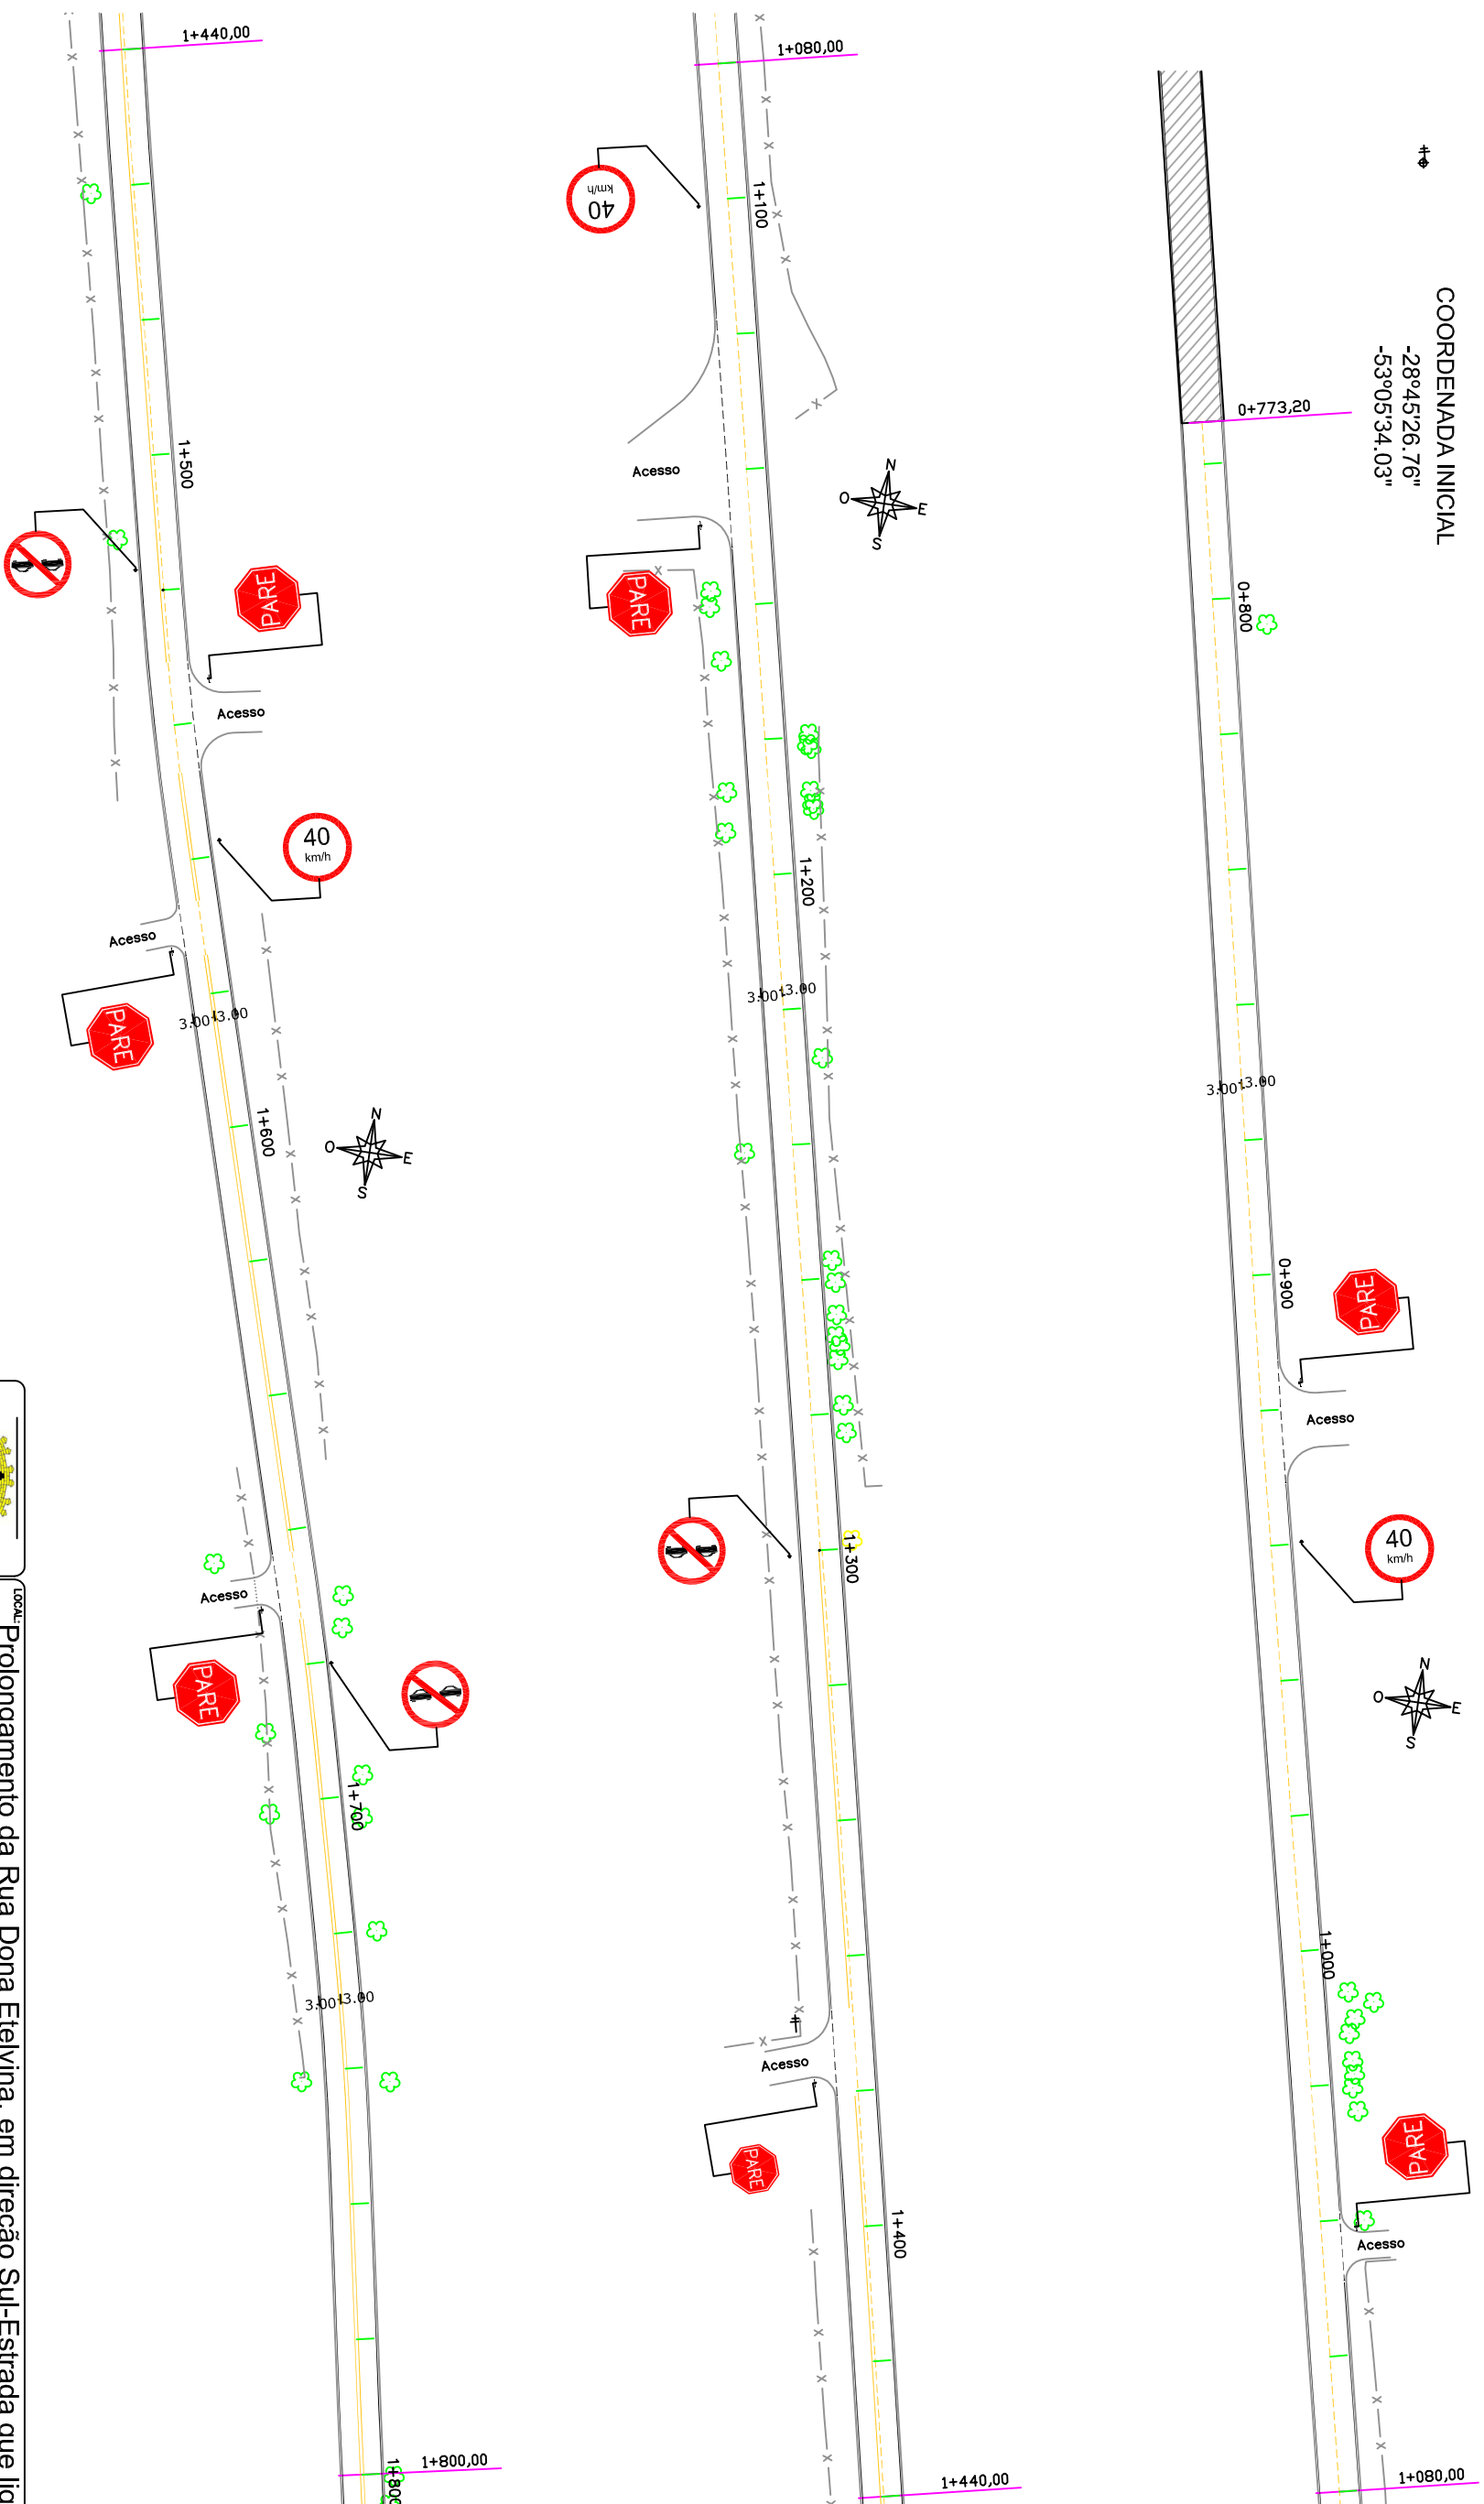 COORDENADA INICIAL
-28°45'26.76"
-53°05'34.03"
0+773,20
0+800
3.00 3.00
0+900
PARE
Acesso
40
km/h
N
O E
S
1+000
PARE
Acesso
1+080,00
1+080,00
40
km/h
1+100
Acesso
N
O E
S
PARE
1+200
3.00 3.00
1+300
Acesso
PARE
1+400
1+440,00
1+440,00
1+500
PARE
Acesso
40
km/h
Acesso
PARE
3.00 3.00
1+600
N
O E
S
Acesso
PARE
1+700
3.00 3.00
1+800,00
1+800
LOCAL:
Prolongamento da Rua Dona Etelvina, em direção Sul-Estrada que